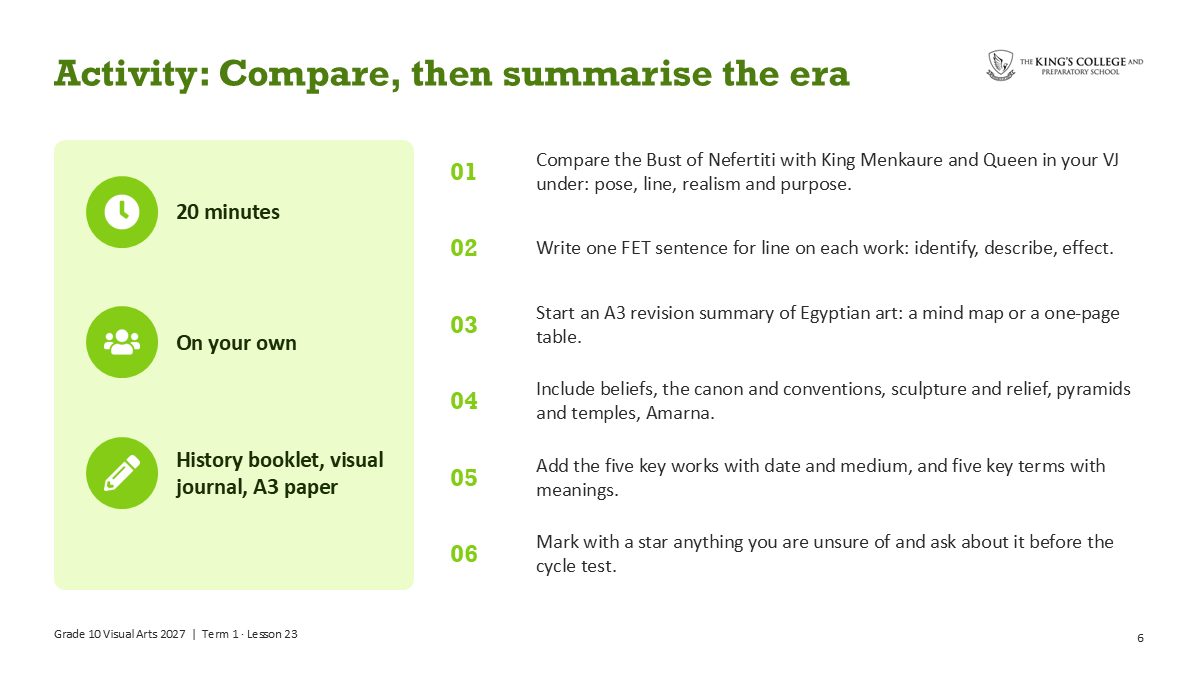 Activity: Compare, then summarise the era
THE KING'S COLLEGE AND
PREPARATORY SCHOOL
20 minutes
On your own
History booklet, visual
journal, A3 paper
01
Compare the Bust of Nefertiti with King Menkaure and Queen in your VJ
under: pose, line, realism and purpose.
02
Write one FET sentence for line on each work: identify, describe, effect.
03
Start an A3 revision summary of Egyptian art: a mind map or a one-page
table.
04
Include beliefs, the canon and conventions, sculpture and relief, pyramids
and temples, Amarna.
05
Add the five key works with date and medium, and five key terms with
meanings.
06
Mark with a star anything you are unsure of and ask about it before the
cycle test.
Grade 10 Visual Arts 2027 | Term 1 · Lesson 23
6